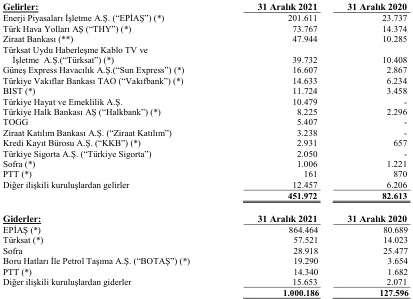 Gelirler: 31 Aralık 2021 31 Aralık 2020
Enerji Piyasaları İşletme A.Ş. (“EPİAŞ”) (*) 201.611 23.737
Türk Hava Yolları AŞ (“THY”) (*) 73.767 14.374
Ziraat Bankası (**) 47.944 10.285
Türksat Uydu Haberleşme Kablo TV ve
İşletme A.Ş.(“Türksat”) (*) 39.732 10.408
Güneş Express Havacılık A.Ş.(“Sun Express”) (*) 16.607 2.867
Türkiye Vakıflar Bankası TAO (“Vakıfbank”) (*) 14.633 6.234
BIST (*) 11.724 3.458
Türkiye Hayat ve Emeklilik A.Ş. 10.479 -
Türkiye Halk Bankası AŞ (“Halkbank”) (*) 8.225 2.296
TOGG 5.407 -
Ziraat Katılım Bankası A.Ş. (“Ziraat Katılım”) 3.238 -
Kredi Kayıt Bürosu A.Ş. (“KKB”) (*) 2.931 657
Türkiye Sigorta A.Ş. (“Türkiye Sigorta”) 2.050 -
Sofra (*) 1.006 1.221
PTT (*) 161 870
Diğer ilişkili kuruluşlardan gelirler 12.457 6.206
451.972 82.613
Giderler: 31 Aralık 2021 31 Aralık 2020
EPİAŞ (*) 864.464 80.689
Türksat (*) 57.521 14.023
Sofra 28.918 25.477
Boru Hatları İle Petrol Taşıma A.Ş. (“BOTAŞ”) (*) 19.290 3.654
PTT (*) 14.340 1.682
Diğer ilişkili kuruluşlardan giderler 15.653 2.071
1.000.186 127.596